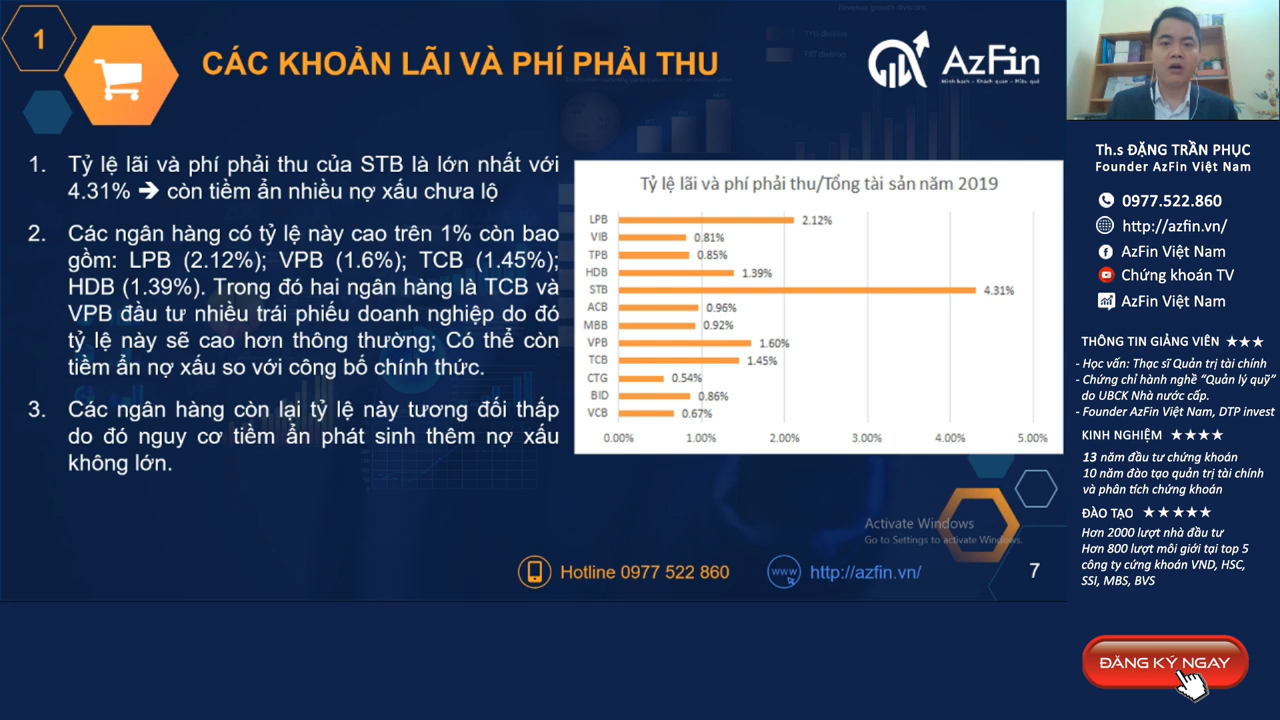 1
CÁC KHOẢN LÃI VÀ PHÍ PHẢI THU
AzFin
Minh bạch – Khách quan – Hiệu quả
1. Tỷ lệ lãi và phí phải thu của STB là lớn nhất với
4.31% ➔ còn tiềm ẩn nhiều nợ xấu chưa lộ
2. Các ngân hàng có tỷ lệ này cao trên 1% còn bao
gồm: LPB (2.12%); VPB (1.6%); TCB (1.45%);
HDB (1.39%). Trong đó hai ngân hàng là TCB và
VPB đầu tư nhiều trái phiếu doanh nghiệp do đó
tỷ lệ này sẽ cao hơn thông thường; Có thể còn
tiềm ẩn nợ xấu so với công bố chính thức.
3. Các ngân hàng còn lại tỷ lệ này tương đối thấp
do đó nguy cơ tiềm ẩn phát sinh thêm nợ xấu
không lớn.
Tỷ lệ lãi và phí phải thu/Tổng tài sản năm 2019
LPB 2.12%
VIB 0.81%
TPB 0.85%
HDB 1.39%
STB 4.31%
ACB 0.96%
MBB 0.92%
VPB 1.60%
TCB 1.45%
CTG 0.54%
BID 0.86%
VCB 0.67%
0.00% 1.00% 2.00% 3.00% 4.00% 5.00%
Activate Windows
Go to Settings to activate Windows.
Hotline 0977 522 860
www
http://azfin.vn/
7
Th.s ĐẶNG TRẦN PHỤC
Founder AzFin Việt Nam
0977.522.860
http://azfin.vn/
AzFin Việt Nam
Chứng khoán TV
AzFin Việt Nam
THÔNG TIN GIẢNG VIÊN ★★★
- Học vấn: Thạc sĩ Quản trị tài chính
- Chứng chỉ hành nghề “Quản lý quỹ”
do UBCK Nhà nước cấp.
- Founder AzFin Việt Nam, DTP invest
KINH NGHIỆM ★★★★
13 năm đầu tư chứng khoán
10 năm đào tạo quản trị tài chính
và phân tích chứng khoán
ĐÀO TẠO ★★★★★
Hơn 2000 lượt nhà đầu tư
Hơn 800 lượt môi giới tại top 5
công ty cứng khoán VND, HSC,
SSI, MBS, BVS
ĐĂNG KÝ NGAY